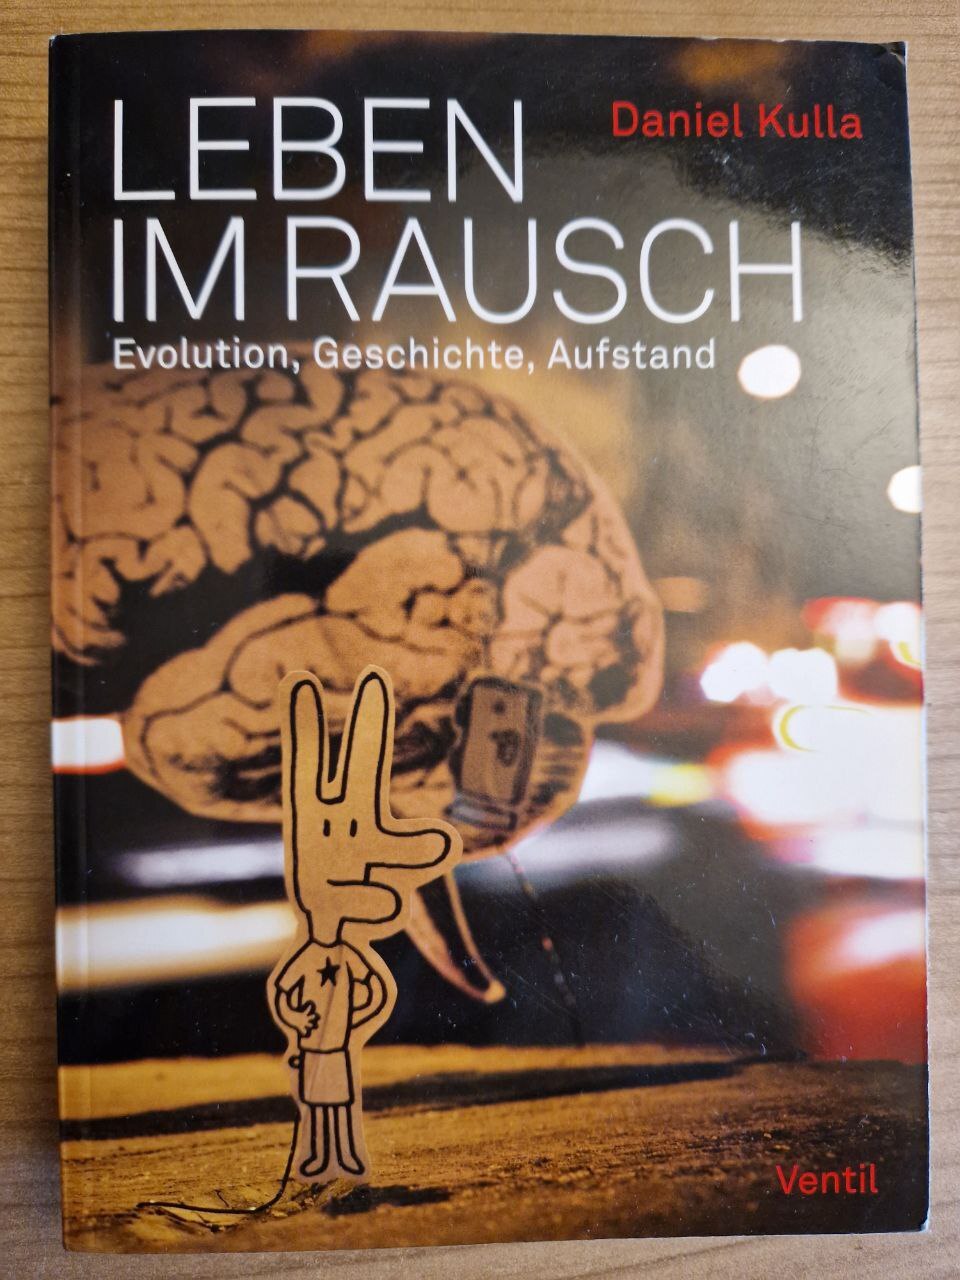 LEBEN
Daniel Kulla
IM RAUSCH
Evolution, Geschichte, Aufstand
Ventil